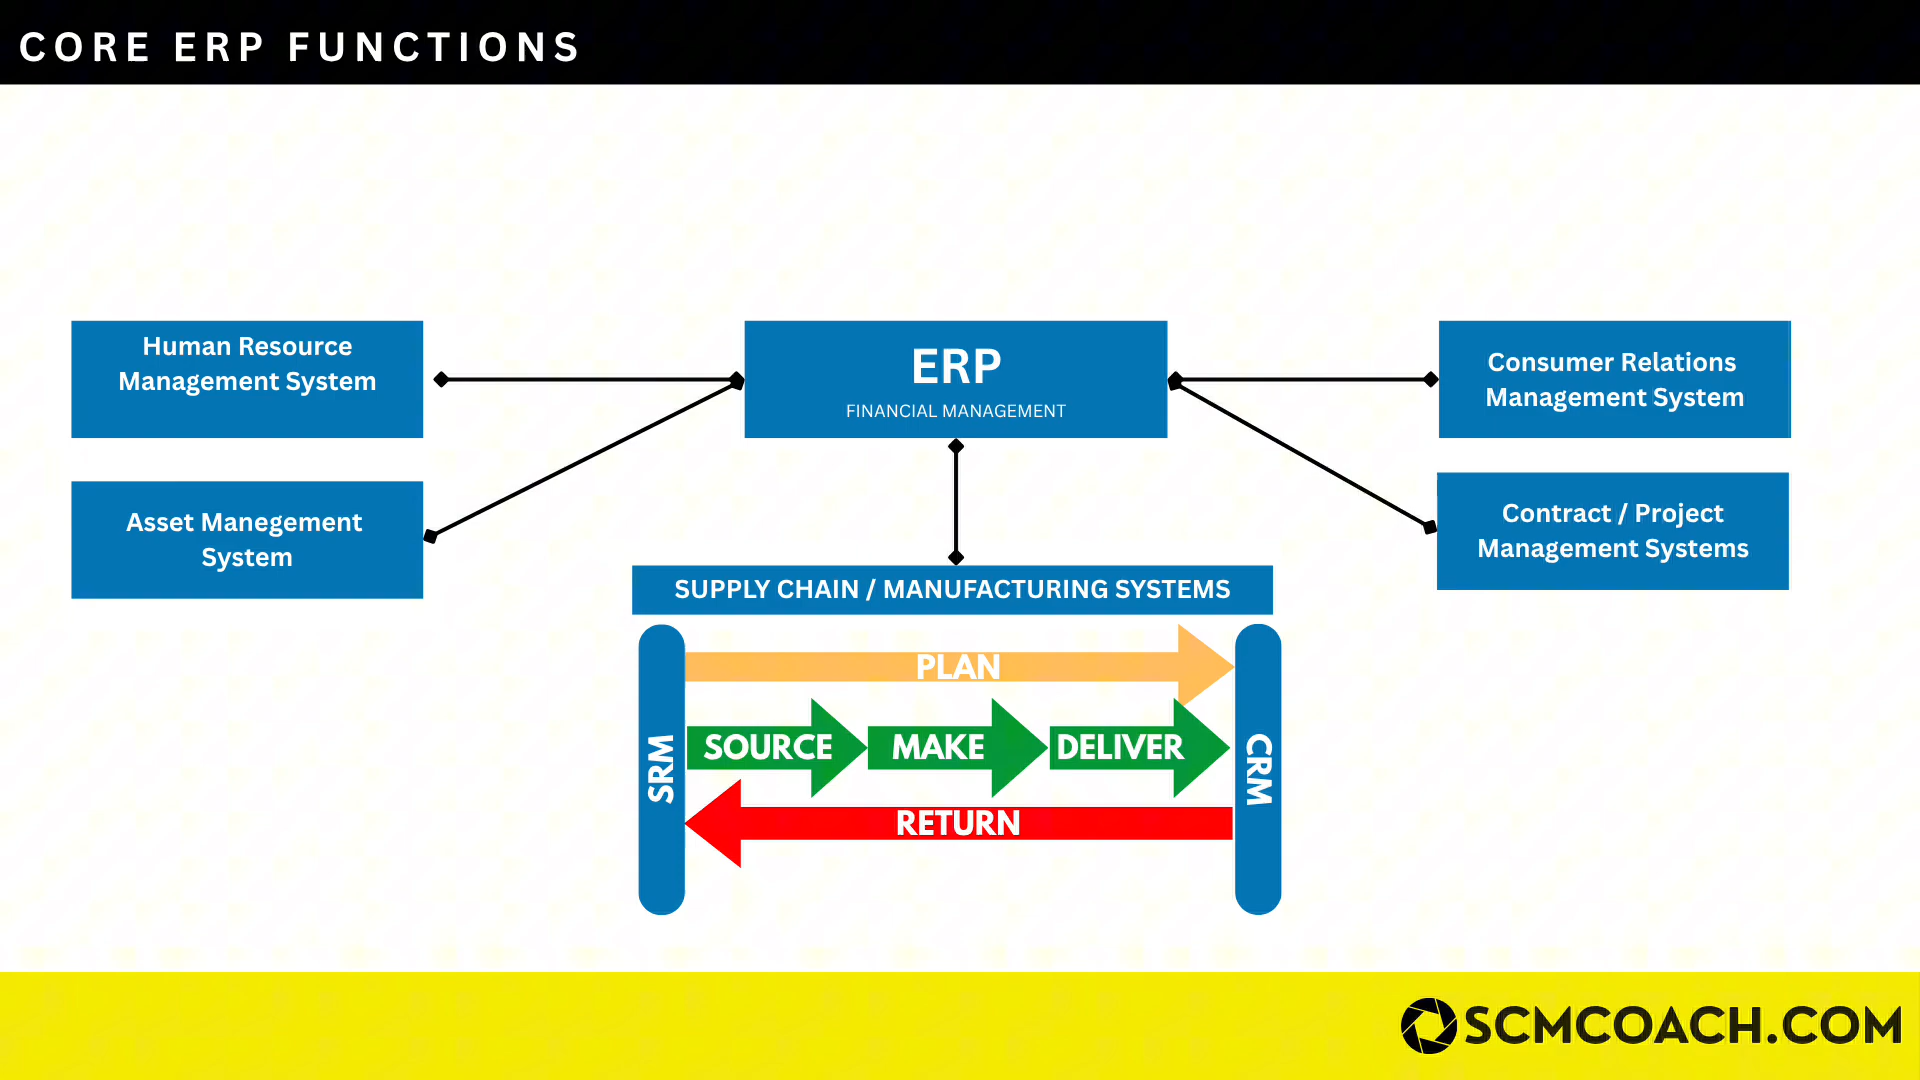 CORE ERP FUNCTIONS
Human Resource
Management System
ERP
FINANCIAL MANAGEMENT
Consumer Relations
Management System
Asset Manegement
System
Contract / Project
Management Systems
SUPPLY CHAIN / MANUFACTURING SYSTEMS
PLAN
SRM
SOURCE
MAKE
DELIVER
CRM
RETURN
SCMCOACH.COM